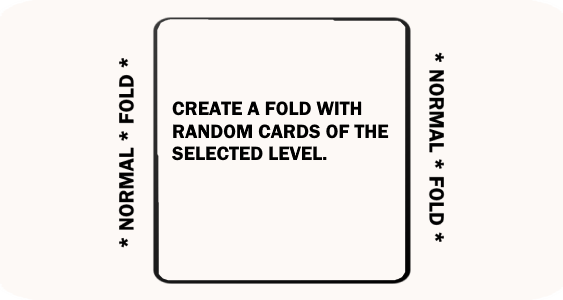 * NORMAL * FOLD *
CREATE A FOLD WITH
RANDOM CARDS OF THE
SELECTED LEVEL.
* NORMAL * FOLD *